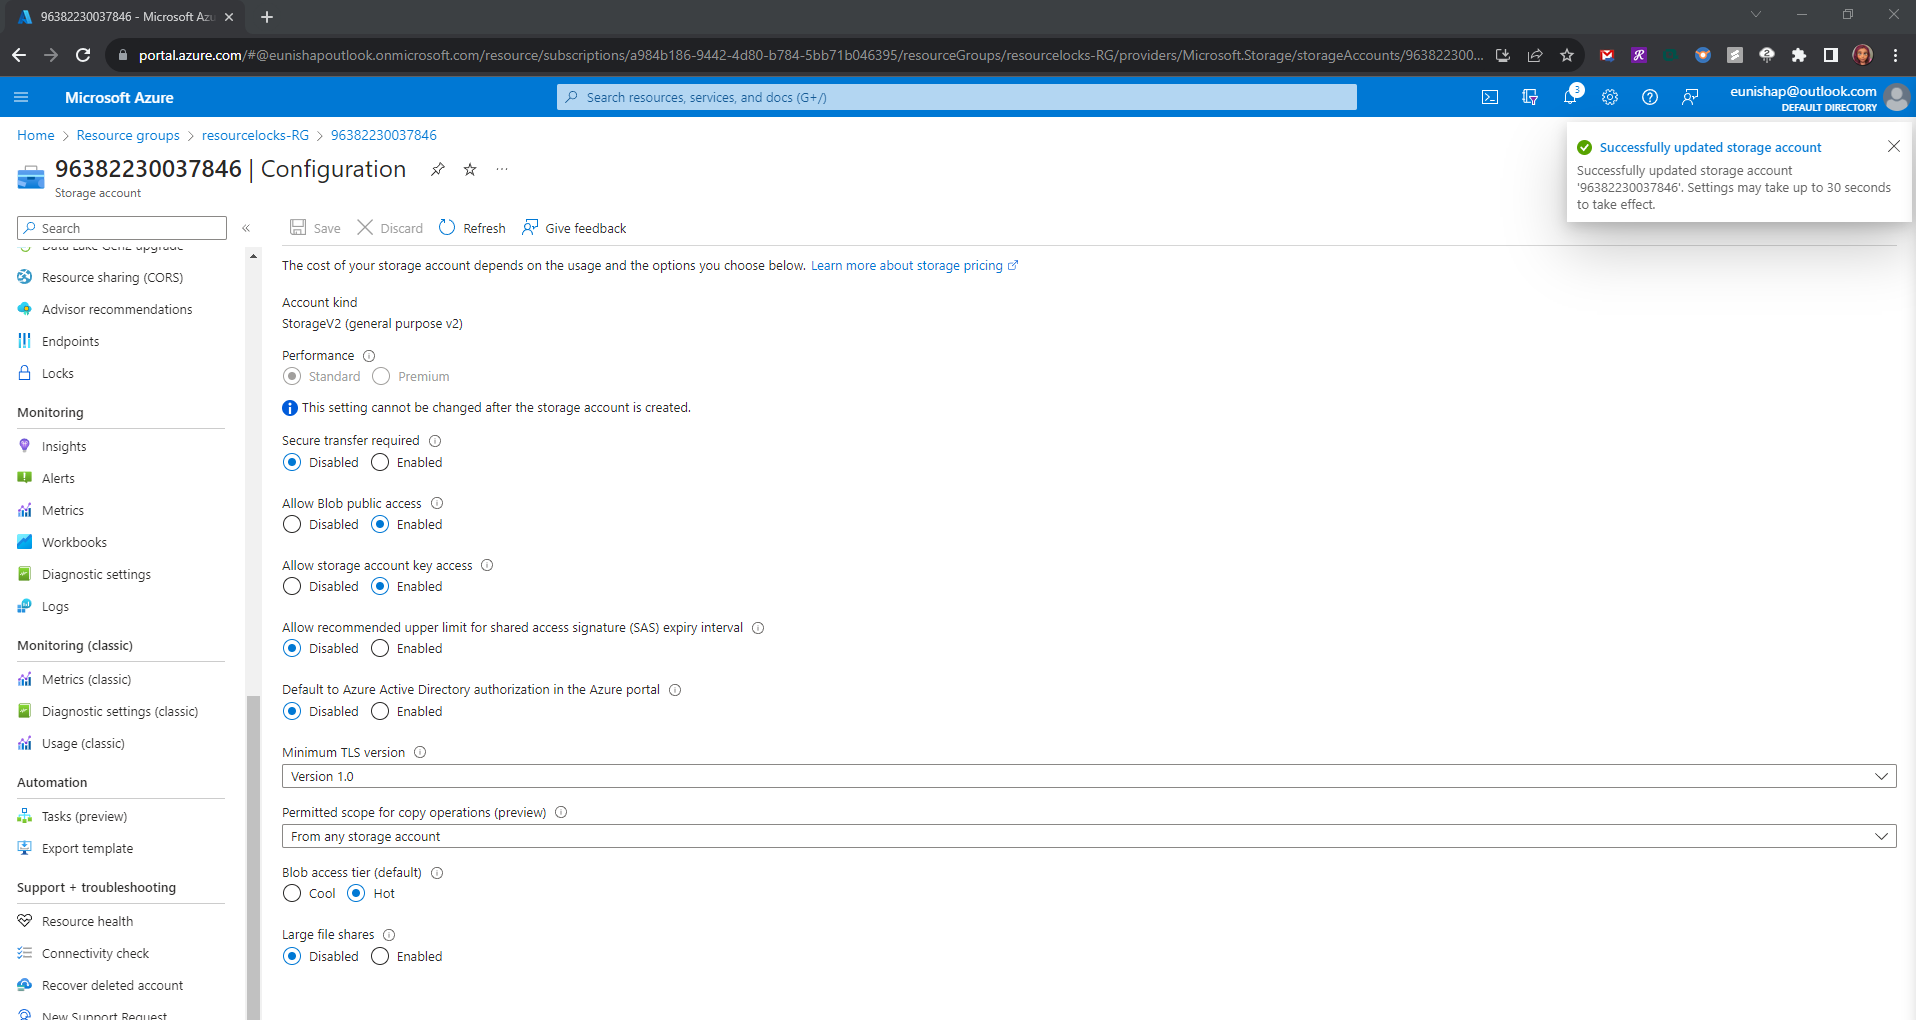 96382230037846 - Microsoft Azu
portal.azure.com/#@eunishapoutlook.onmicrosoft.com/resource/subscriptions/a984b186-9442-4d80-b784-5bb71b046395/resourceGroups/resourcelocks-RG/providers/Microsoft.Storage/storageAccounts/963822300...
Microsoft Azure
Search resources, services, and docs (G+/)
3
eunishap@outlook.com
DEFAULT DIRECTORY
Home > Resource groups > resourcelocks-RG > 96382230037846
96382230037846 | Configuration
Storage account
Successfully updated storage account
Successfully updated storage account
'96382230037846'. Settings may take up to 30 seconds
to take effect.
Search
Data Lake Gen2 upgrade
Resource sharing (CORS)
Advisor recommendations
Endpoints
Locks
Monitoring
Insights
Alerts
Metrics
Workbooks
Diagnostic settings
Logs
Monitoring (classic)
Metrics (classic)
Diagnostic settings (classic)
Usage (classic)
Automation
Tasks (preview)
Export template
Support + troubleshooting
Resource health
Connectivity check
Recover deleted account
New Support Request
Save Discard Refresh Give feedback
The cost of your storage account depends on the usage and the options you choose below. Learn more about storage pricing
Account kind
StorageV2 (general purpose v2)
Performance
Standard Premium
This setting cannot be changed after the storage account is created.
Secure transfer required
Disabled Enabled
Allow Blob public access
Disabled Enabled
Allow storage account key access
Disabled Enabled
Allow recommended upper limit for shared access signature (SAS) expiry interval
Disabled Enabled
Default to Azure Active Directory authorization in the Azure portal
Disabled Enabled
Minimum TLS version
Version 1.0
Permitted scope for copy operations (preview)
From any storage account
Blob access tier (default)
Cool Hot
Large file shares
Disabled Enabled